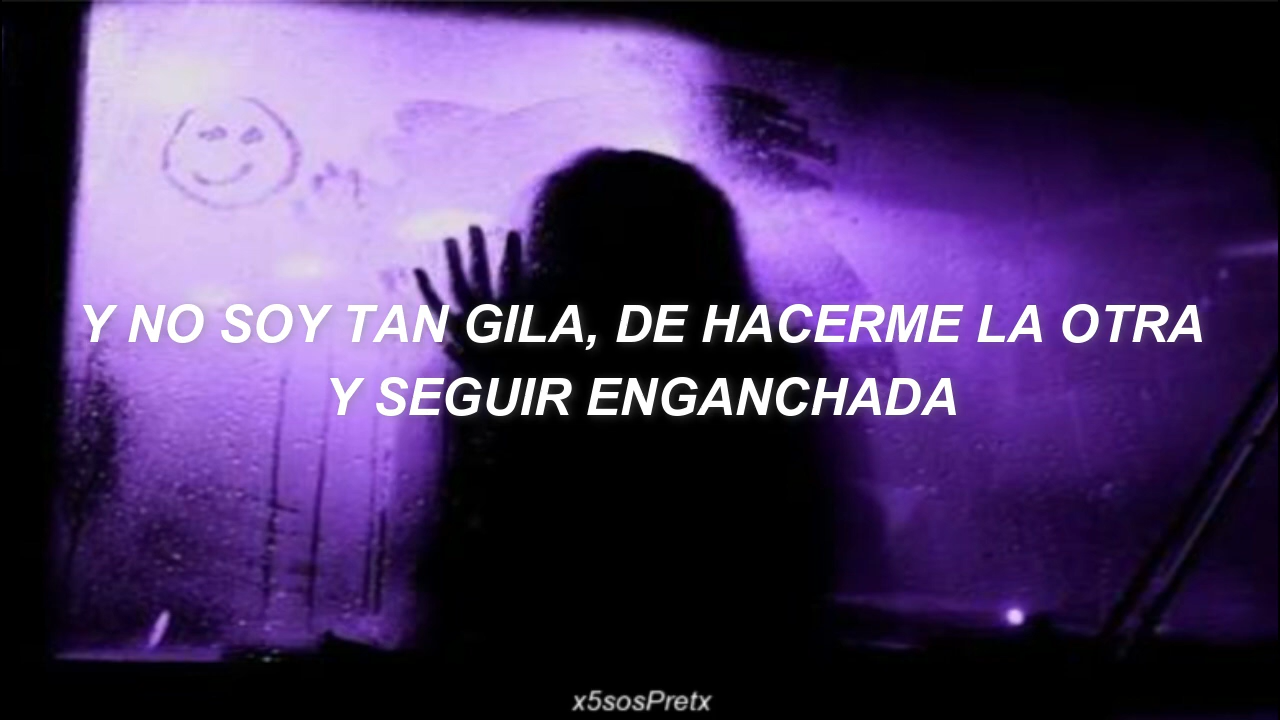 Y NO SOY TAN GILA, DE HACERME LA OTRA
Y SEGUIR ENGANCHADA
x5sosPretx